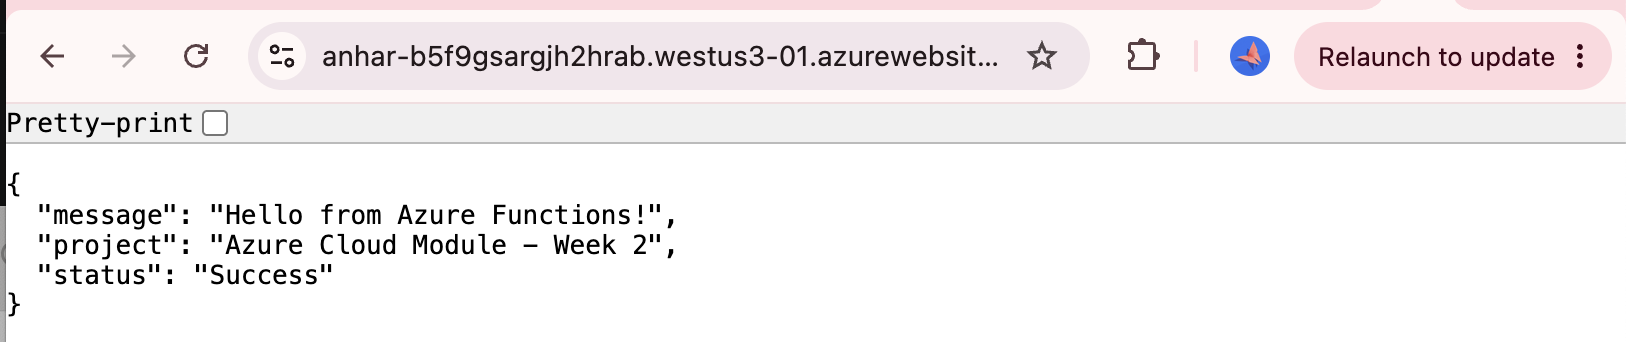 anhar-b5f9gsargjh2hrab.westus3-01.azurewebsit...
Relaunch to update
Pretty-print
{
  "message": "Hello from Azure Functions!",
  "project": "Azure Cloud Module - Week 2",
  "status": "Success"
}